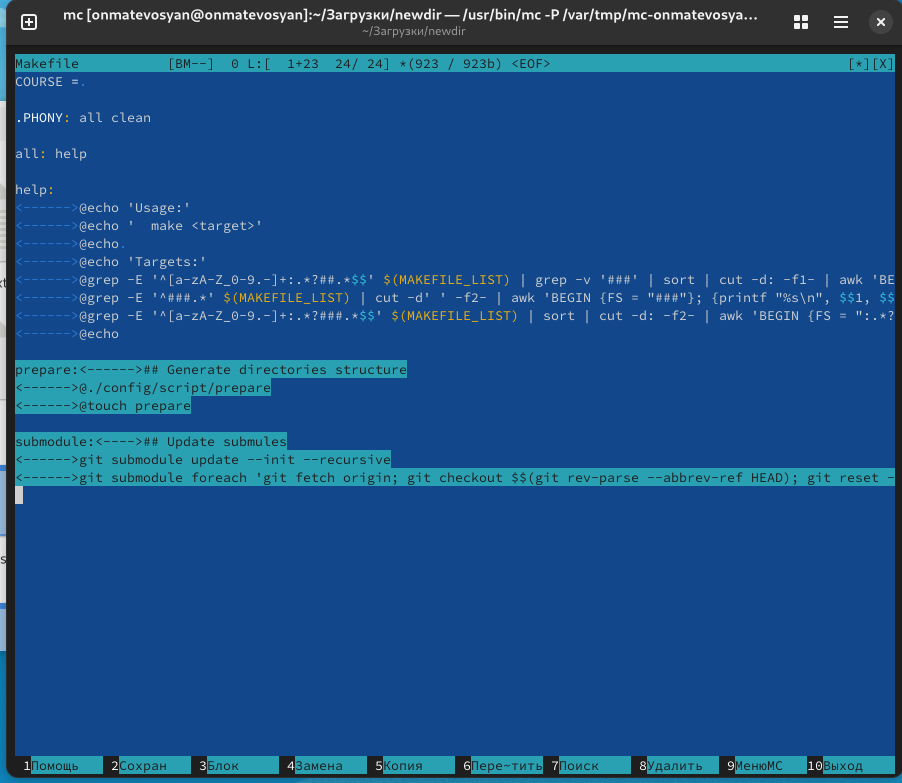 mc [onmatevosyan@onmatevosyan]:~/Загрузки/newdir — /usr/bin/mc -P /var/tmp/mc-onmatevosya…
~/Загрузки/newdir
Makefile [BM--] 0 L:[ 1+23 24/ 24] *(923 / 923b) <EOF> [*][X]
COURSE =.
.PHONY: all clean
all: help
help:
<------>@echo 'Usage:'
<------>@echo '  make <target>'
<------>@echo.
<------>@echo 'Targets:'
<------>@grep -E '^[a-zA-Z_0-9.-]+:.*?##.*$$' $(MAKEFILE_LIST) | grep -v '###' | sort | cut -d: -f1- | awk 'BE
<------>@grep -E '^###.*' $(MAKEFILE_LIST) | cut -d' ' -f2- | awk 'BEGIN {FS = "###"}; {printf "%s\n", $$1, $$
<------>@grep -E '^[a-zA-Z_0-9.-]+:.*?###.*$$' $(MAKEFILE_LIST) | sort | cut -d: -f2- | awk 'BEGIN {FS = ":.*?
<------>@echo
prepare:<------>## Generate directories structure
<------>@./config/script/prepare
<------>@touch prepare
submodule:<---->## Update submules
<------>git submodule update --init --recursive
<------>git submodule foreach 'git fetch origin; git checkout $$(git rev-parse --abbrev-ref HEAD); git reset -
1Помощь 2Сохран 3Блок 4Замена 5Копия 6Пере~тить 7Поиск 8Удалить 9МенюMC 10Выход